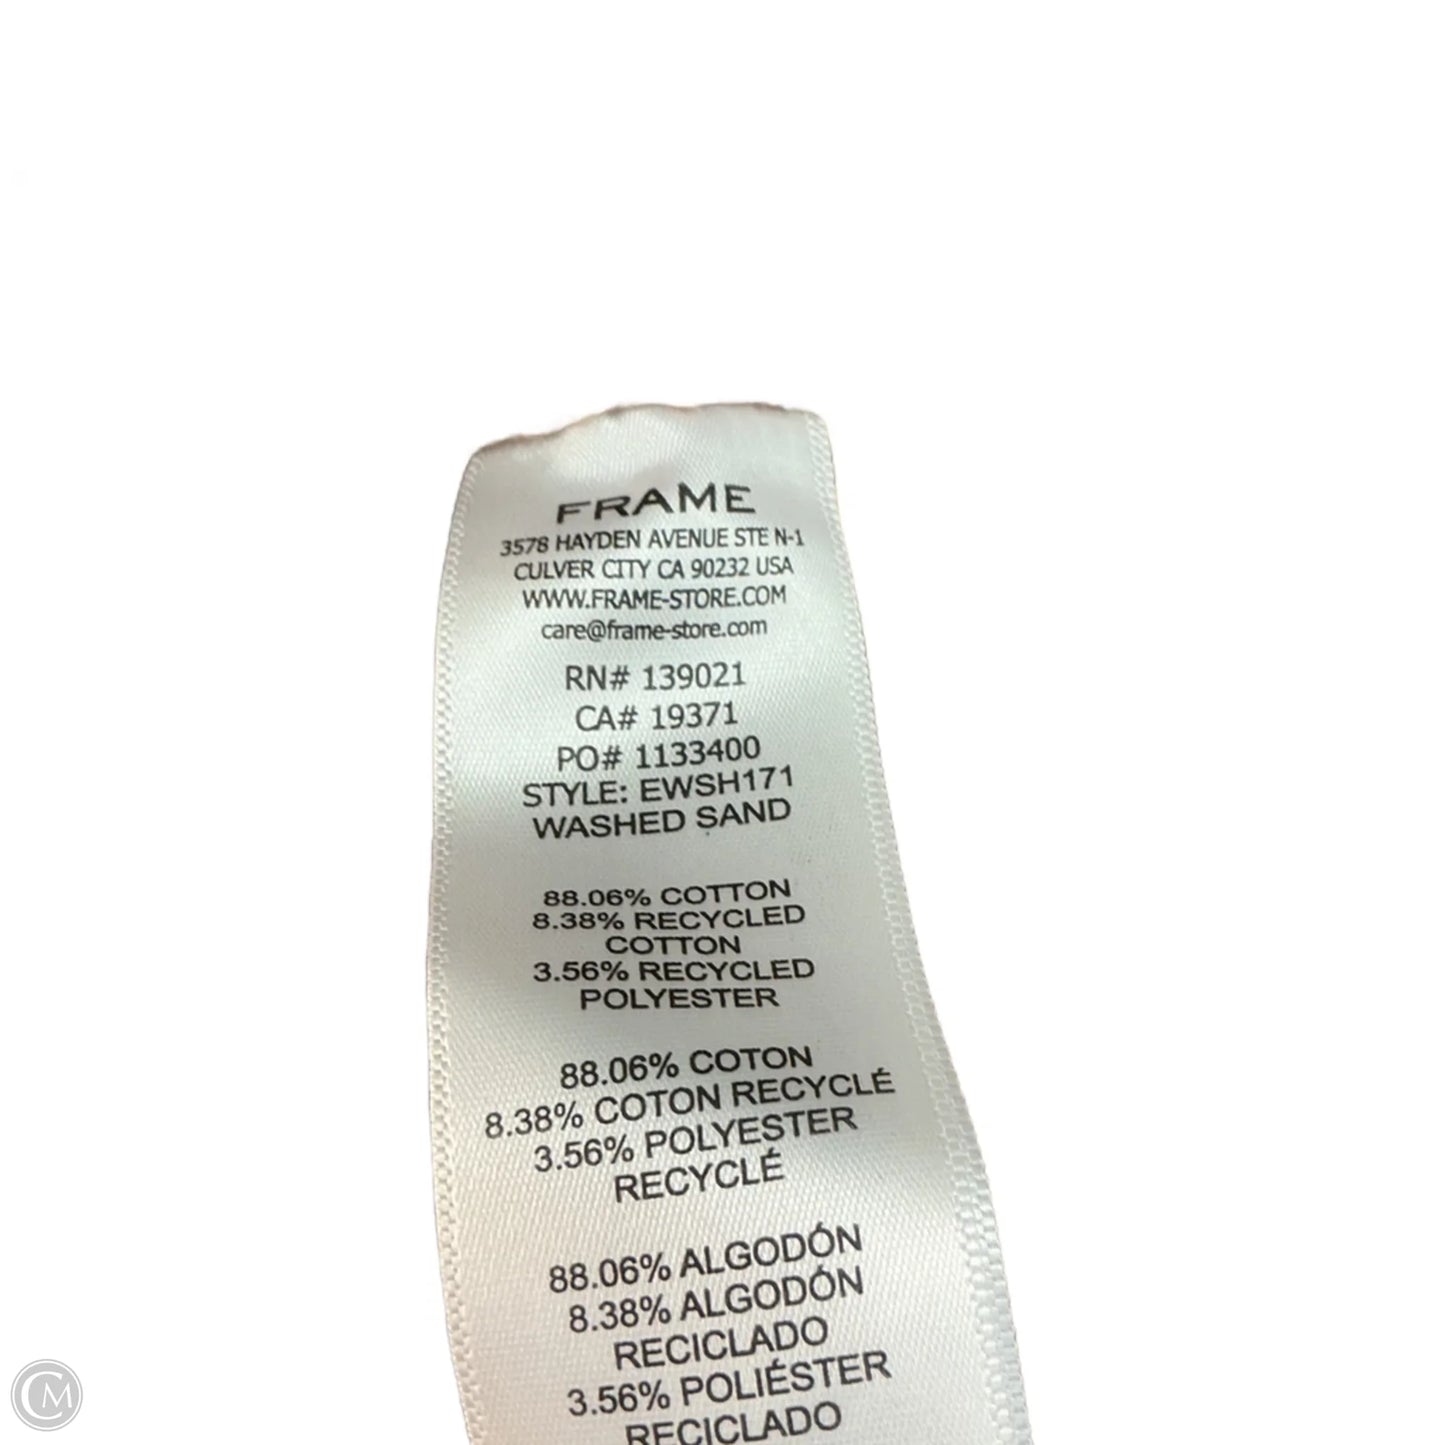 FRAME
3578 HAYDEN AVENUE STE N-1
CULVER CITY CA 90232 USA
WWW.FRAME-STORE.COM
care@frame-store.com
RN# 139021
CA# 19371
PO# 1133400
STYLE: EWSH171
WASHED SAND
88.06% COTTON
8.38% RECYCLED
COTTON
3.56% RECYCLED
POLYESTER
88.06% COTON
8.38% COTON RECYCLÉ
3.56% POLYESTER
RECYCLÉ
88.06% ALGODÓN
8.38% ALGODÓN
RECICLADO
3.56% POLIÉSTER
RECICLADO
CM